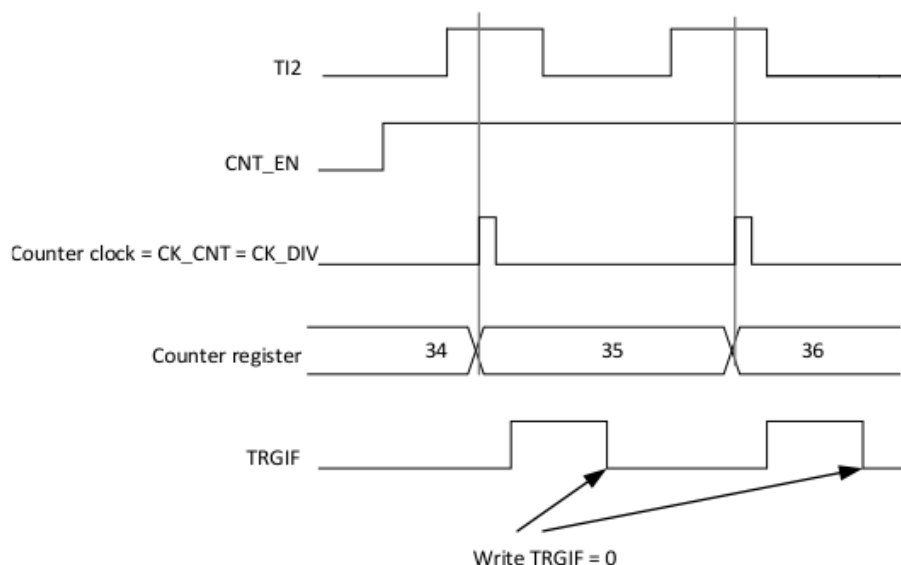 TI2
CNT_EN
Counter clock = CK_CNT = CK_DIV
Counter register
34
35
36
TRGIF
Write TRGIF = 0